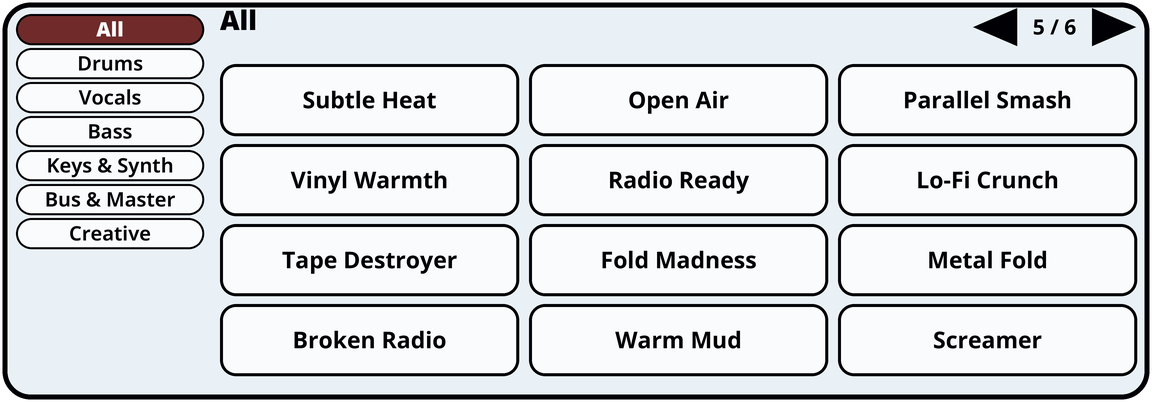 All
Drums
Vocals
Bass
Keys & Synth
Bus & Master
Creative
All
5 / 6
Subtle Heat
Open Air
Parallel Smash
Vinyl Warmth
Radio Ready
Lo-Fi Crunch
Tape Destroyer
Fold Madness
Metal Fold
Broken Radio
Warm Mud
Screamer